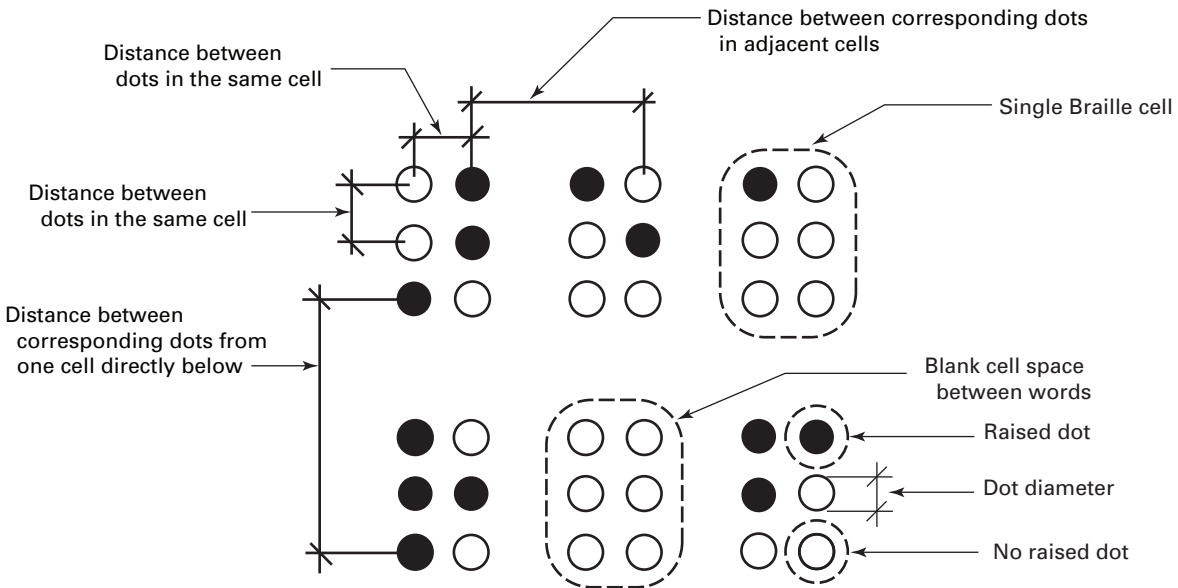 Distance between corresponding dots
in adjacent cells
Distance between
dots in the same cell
Single Braille cell
Distance between
dots in the same cell
Distance between
corresponding dots from
one cell directly below
Blank cell space
between words
Raised dot
Dot diameter
No raised dot